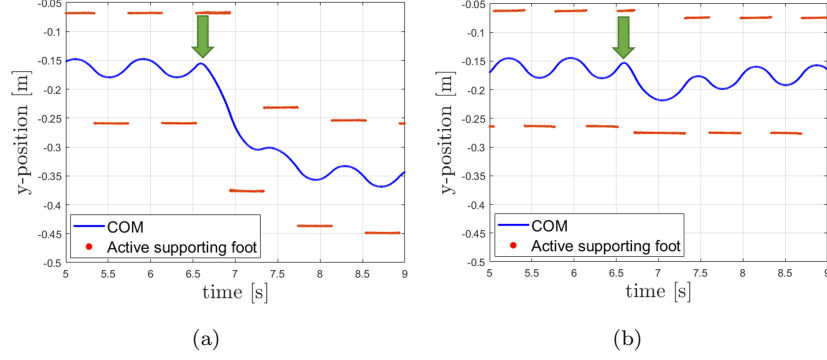 -0.05
-0.1
-0.15
-0.2
-0.25
-0.3
-0.35
-0.4
-0.45
-0.5
y-position [m]
COM
Active supporting foot
5 5.5 6 6.5 7 7.5 8 8.5 9
time [s]
(a)
-0.05
-0.1
-0.15
-0.2
-0.25
-0.3
-0.35
-0.4
-0.45
-0.5
y-position [m]
COM
Active supporting foot
5 5.5 6 6.5 7 7.5 8 8.5 9
time [s]
(b)